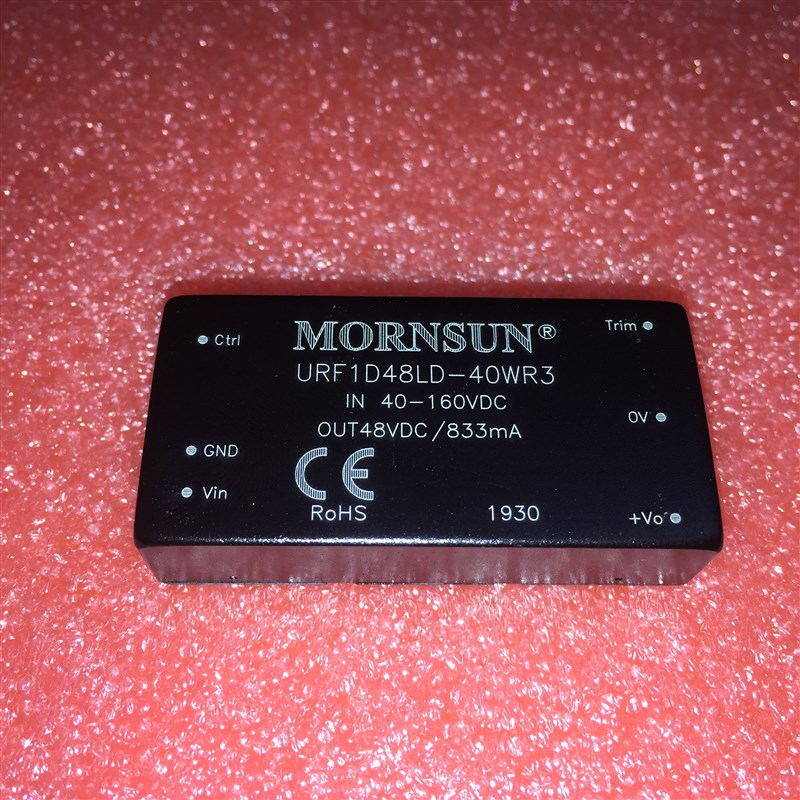 MORNSUN®
URF1D48LD-40WR3
IN 40-160VDC
OUT48VDC/833mA
CE
RoHS 1930
Ctrl
GND
Vin
Trim
0V
+Vo